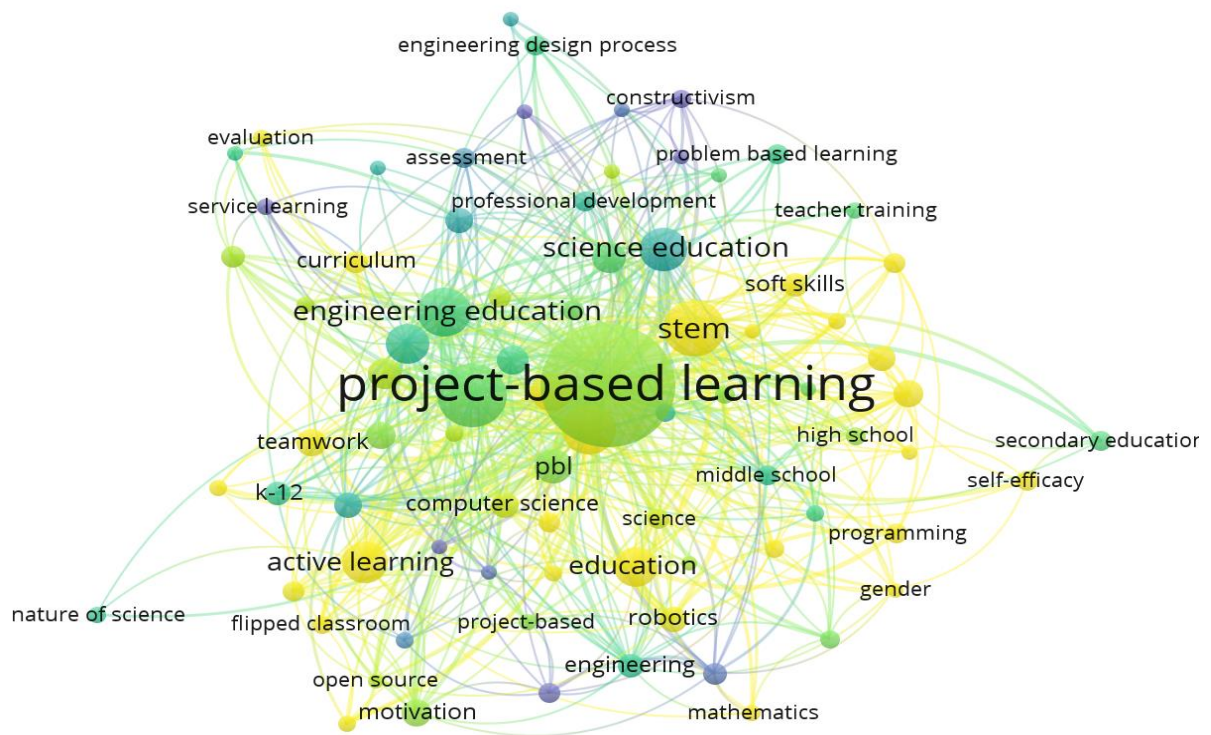 engineering design process
constructivism
evaluation
assessment
problem based learning
service learning
professional development
teacher training
science education
curriculum
soft skills
engineering education
stem
project-based learning
teamwork
high school
secondary education
pbl
middle school
self-efficacy
k-12
computer science
science
programming
active learning
education
gender
nature of science
flipped classroom
project-based
robotics
engineering
open source
motivation
mathematics